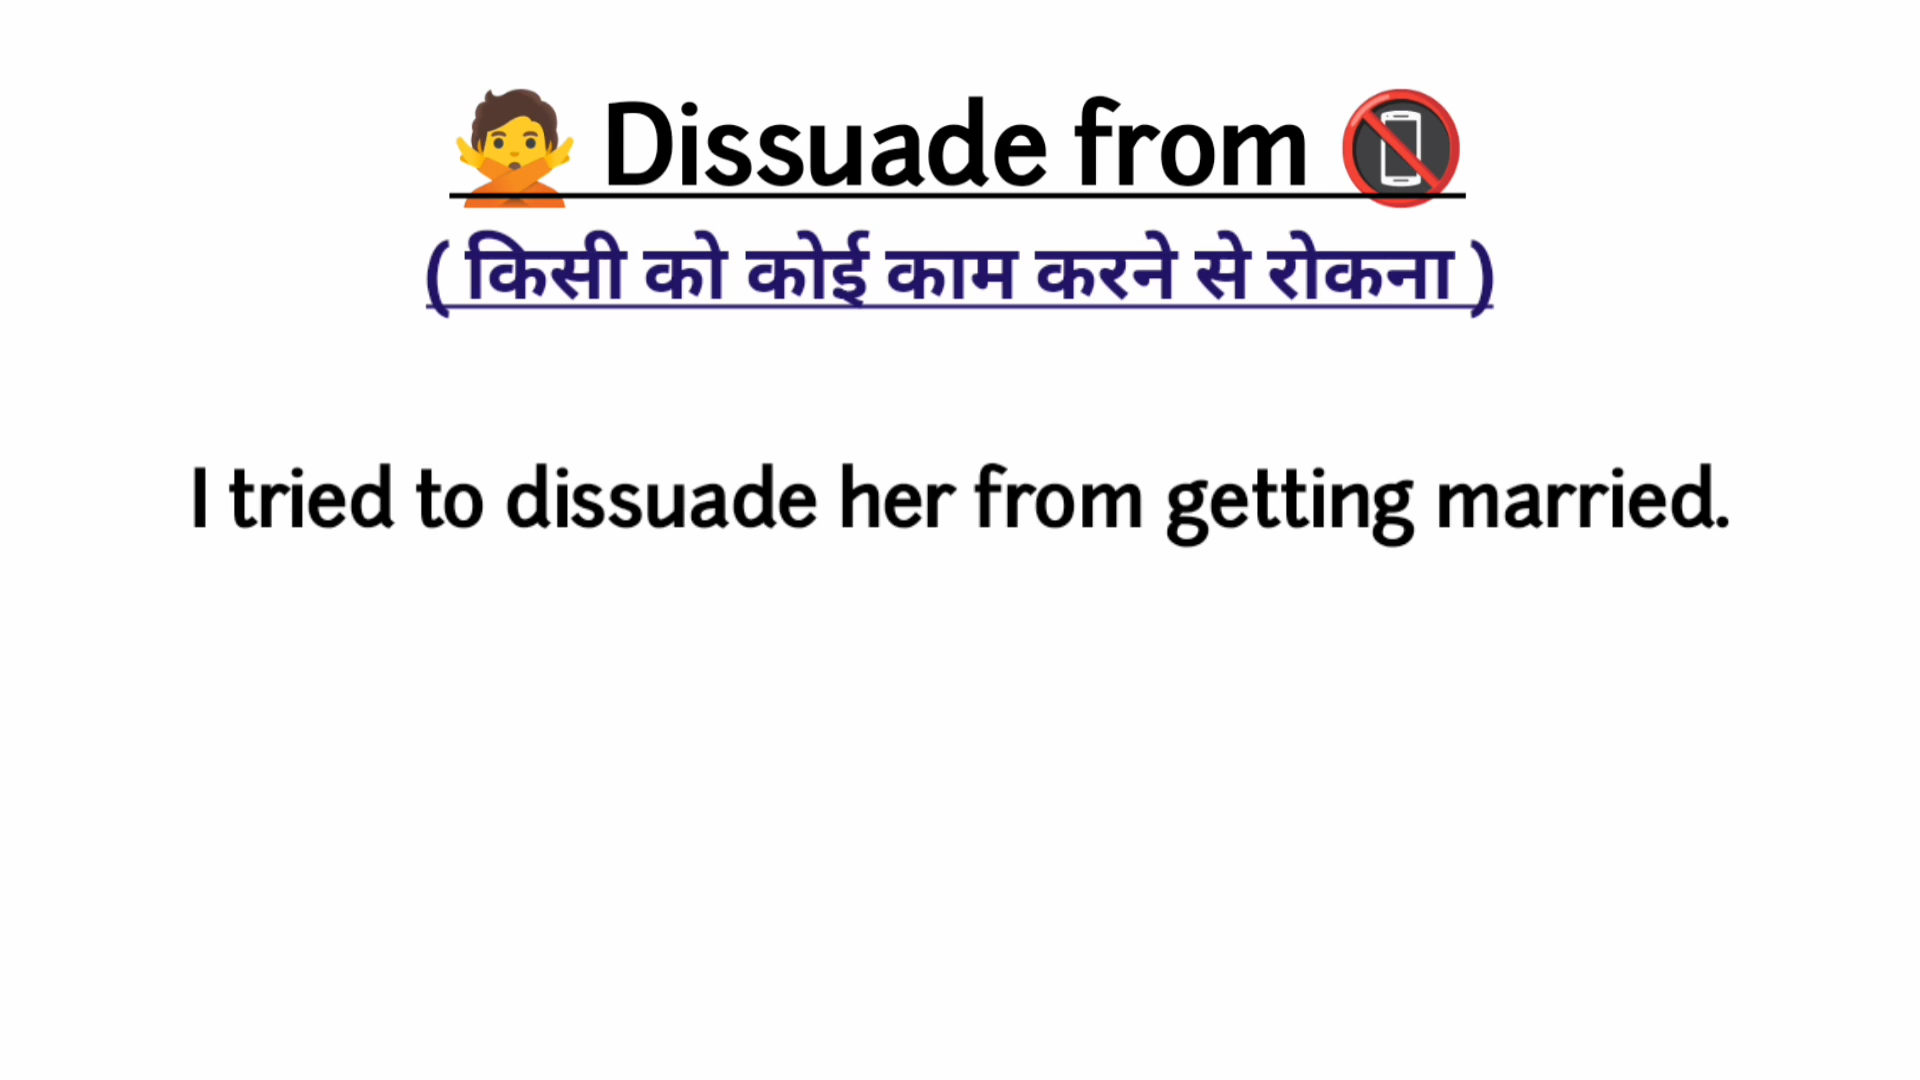 🙅 Dissuade from 📵
( किसी को कोई काम करने से रोकना )
I tried to dissuade her from getting married.